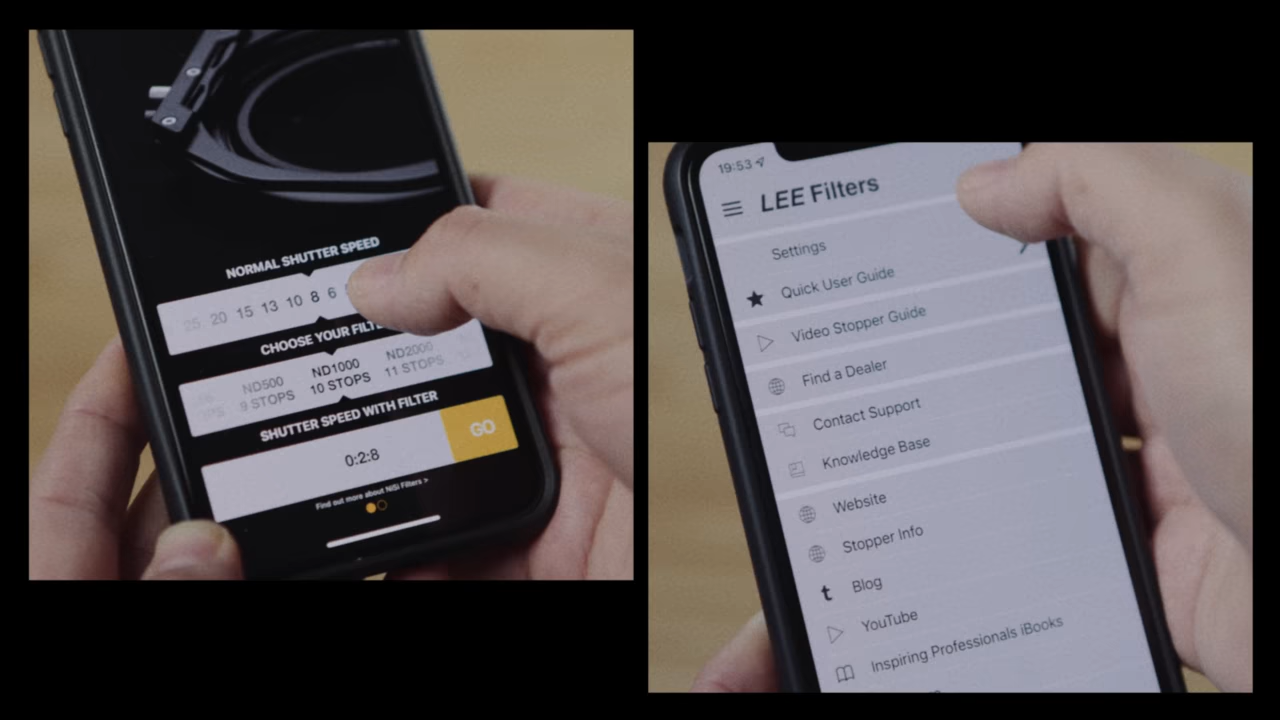 NORMAL SHUTTER SPEED
25 20 15 13 10 8 6
CHOOSE YOUR
ND500 ND1000 ND2000
9 STOPS 10 STOPS 11 STOPS
SHUTTER SPEED WITH FILTER
0:2:8 GO
Find out more about NiSi Filters >
19:53
LEE Filters
Settings
Quick User Guide
Video Stopper Guide
Find a Dealer
Contact Support
Knowledge Base
Website
Stopper Info
Blog
YouTube
Inspiring Professionals iBooks